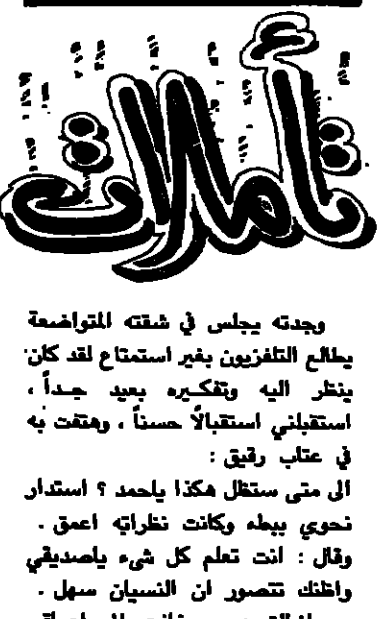 تأملات
وجدته يجلس في شقته المتواضعة
يطالع التلفزيون بغير استمتاع لقد كان
ينظر اليه وتفكيره بعيد جداً ،
استقبلني استقبالاً حسناً ، وهتفت به
في عتاب رقيق :
الى متى ستظل هكذا ياحمد ؟ استدار
نحوي ببطء وكانت نظراته اعمق .
وقال : انت تعلم كل شيء ياصديقي
واظنك تتصور ان النسيان سهل .